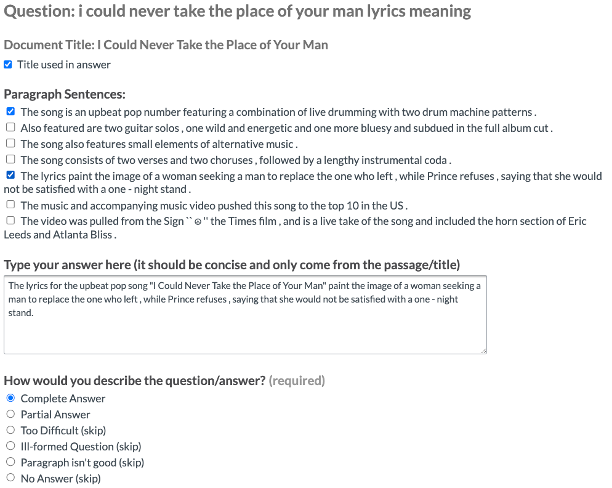 Question: i could never take the place of your man lyrics meaning
Document Title: I Could Never Take the Place of Your Man
Title used in answer
Paragraph Sentences:
The song is an upbeat pop number featuring a combination of live drumming with two drum machine patterns .
Also featured are two guitar solos , one wild and energetic and one more bluesy and subdued in the full album cut .
The song also features small elements of alternative music .
The song consists of two verses and two choruses , followed by a lengthy instrumental coda .
The lyrics paint the image of a woman seeking a man to replace the one who left , while Prince refuses , saying that she would
not be satisfied with a one - night stand .
The music and accompanying music video pushed this song to the top 10 in the US .
The video was pulled from the Sign `` ☮ '' the Times film , and is a live take of the song and included the horn section of Eric
Leeds and Atlanta Bliss .
Type your answer here (it should be concise and only come from the passage/title)
The lyrics for the upbeat pop song "I Could Never Take the Place of Your Man" paint the image of a woman seeking a
man to replace the one who left , while Prince refuses , saying that she would not be satisfied with a one - night
stand.
How would you describe the question/answer? (required)
Complete Answer
Partial Answer
Too Difficult (skip)
Ill-formed Question (skip)
Paragraph isn't good (skip)
No Answer (skip)